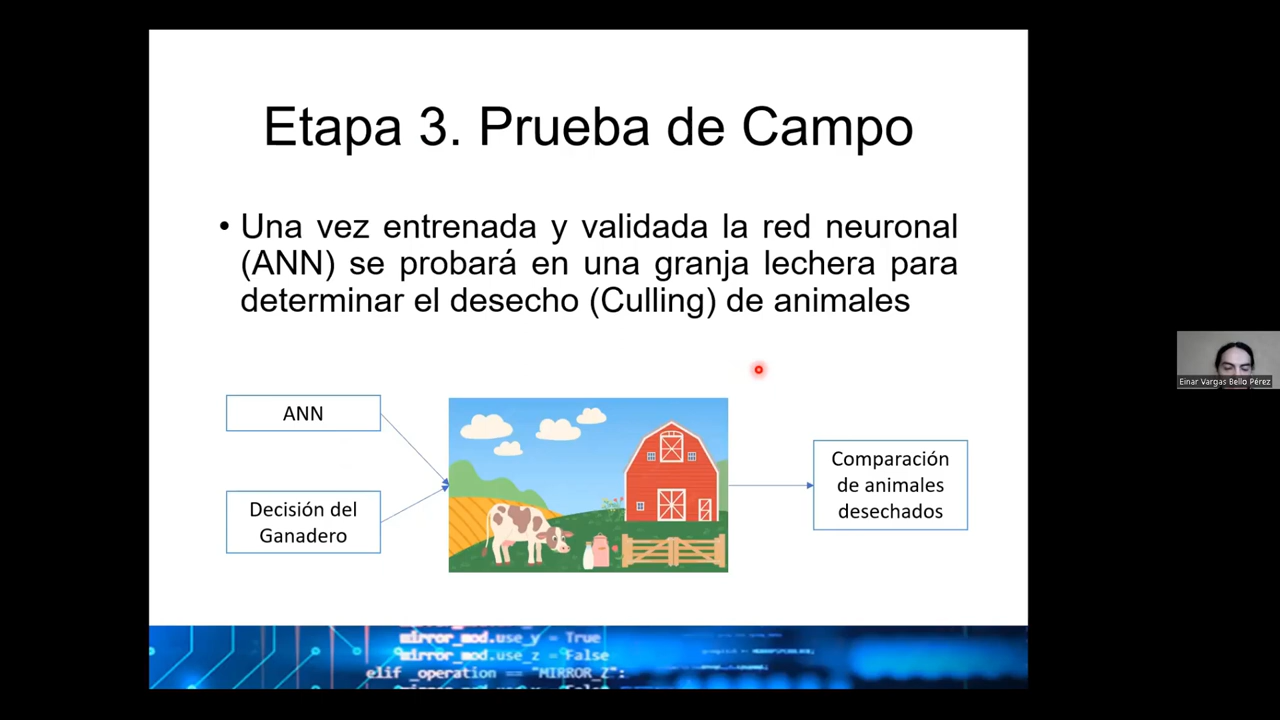 Etapa 3. Prueba de Campo
• Una vez entrenada y validada la red neuronal
(ANN) se probará en una granja lechera para
determinar el desecho (Culling) de animales
ANN
Decisión del
Ganadero
Comparación
de animales
desechados
Einar Vargas Bello Pérez
mirror_mod.use_y = True
mirror_mod.use_z = False
elif _operation == "MIRROR_Z":